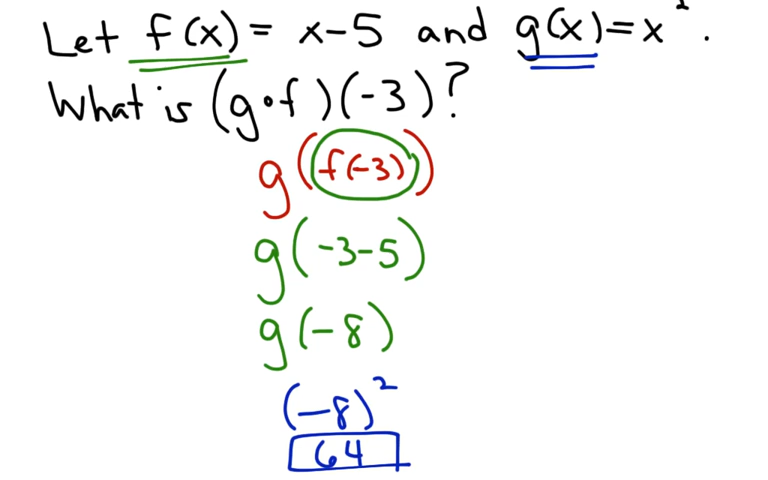 Let f(x) = x-5 and g(x) = x².
What is (g∘f)(-3)?
g(f(-3))
g(-3-5)
g(-8)
(-8)²
64